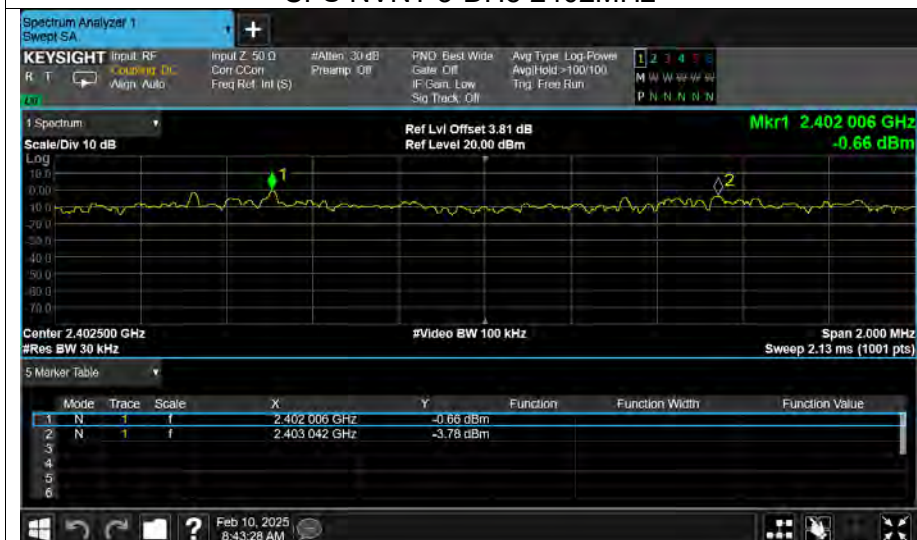 Spectrum Analyzer 1
Swept SA
KEYSIGHT Input: RF
R T
Coupling: DC
Align: Auto
Input Z: 50 Ω
Corr CCorr
Freq Ref: Int (S)
#Atten: 30 dB
Preamp: Off
PNO: Best Wide
Gate: Off
IF Gain: Low
Sig Track: Off
Avg Type: Log-Power
Avg|Hold:>100/100
Trig: Free Run
1 2 3 4 5 6
M W W W W W
P N N N N N
1 Spectrum
Scale/Div 10 dB
Ref Lvl Offset 3.81 dB
Ref Level 20.00 dBm
Mkr1 2.402 006 GHz
-0.66 dBm
Log
10.0
0.00
1
2
Center 2.402500 GHz
#Res BW 30 kHz
#Video BW 100 kHz
Span 2.000 MHz
Sweep 2.13 ms (1001 pts)
5 Marker Table
Mode Trace Scale X Y Function Function Width Function Value
1 N 1 f 2.402 006 GHz -0.66 dBm
2 N 1 f 2.403 042 GHz -3.78 dBm
3
4
5
6
Feb 10, 2025
8:43:28 AM